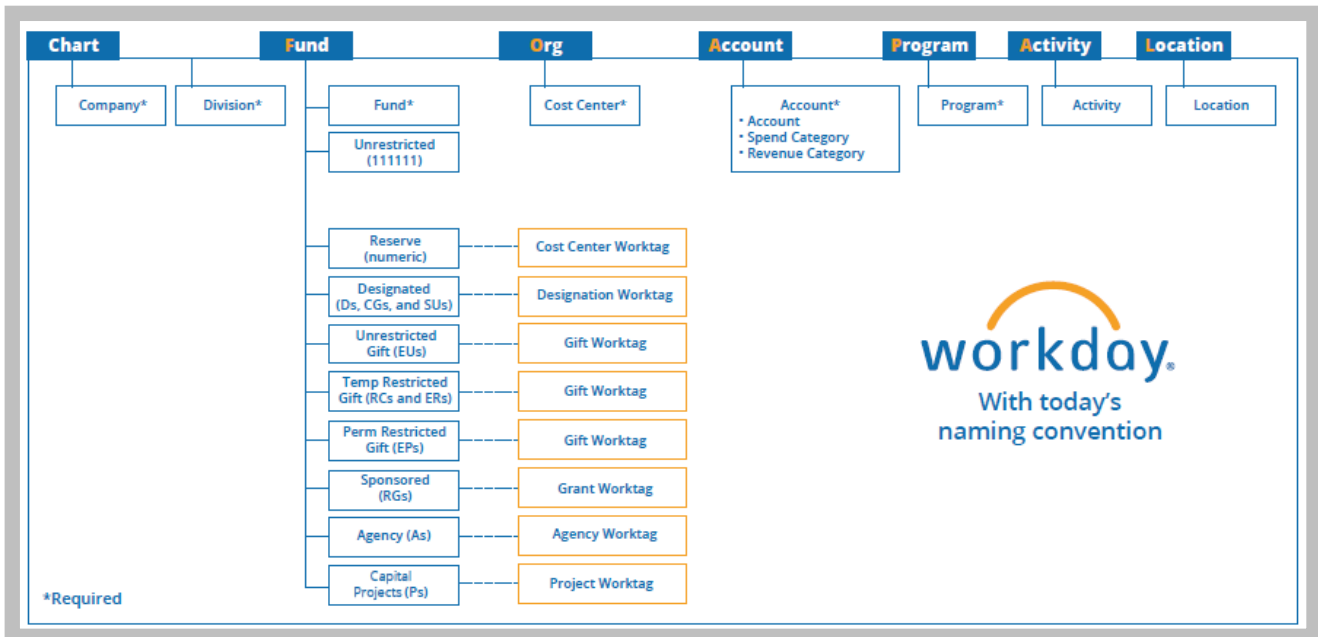 Chart
Fund
Org
Account
Program
Activity
Location
Company*
Division*
Fund*
Cost Center*
Account*
• Account
• Spend Category
• Revenue Category
Program*
Activity
Location
Unrestricted
(111111)
Reserve
(numeric)
Cost Center Worktag
Designated
(Ds, CGs, and SUs)
Designation Worktag
Unrestricted
Gift (EUs)
Gift Worktag
Temp Restricted
Gift (RCs and ERs)
Gift Worktag
Perm Restricted
Gift (EPs)
Gift Worktag
Sponsored
(RGs)
Grant Worktag
Agency (As)
Agency Worktag
Capital
Projects (Ps)
Project Worktag
workday®
With today's
naming convention
*Required